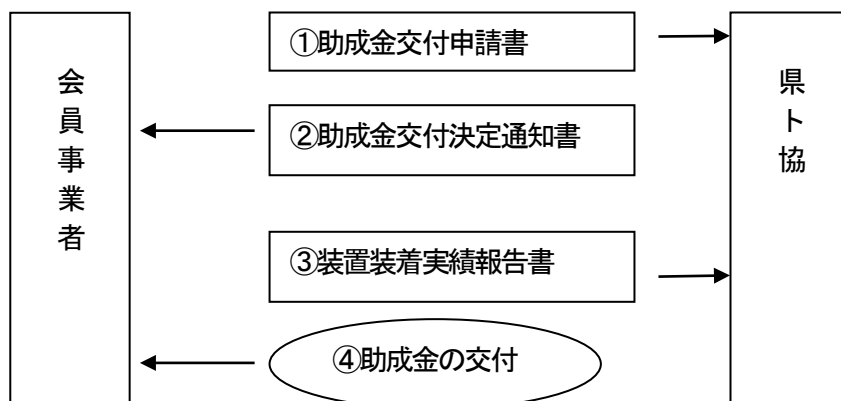 会員事業者
①助成金交付申請書
②助成金交付決定通知書
③装置装着実績報告書
④助成金の交付
県ト協